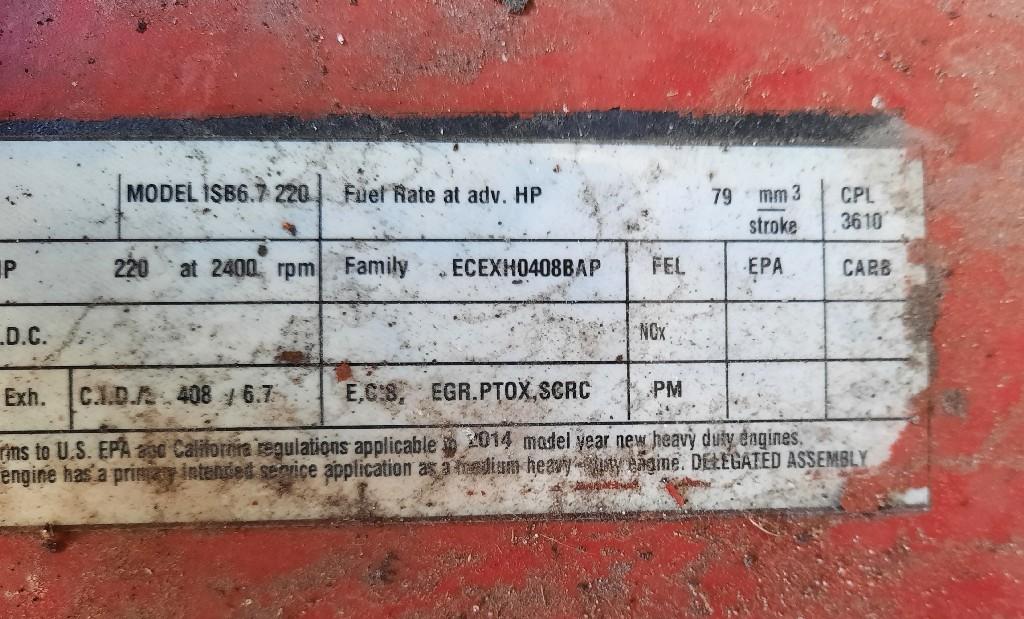 MODEL ISB6.7 220 Fuel Rate at adv. HP 79 mm3 CPL
stroke 3610
HP 220 at 2400 rpm Family ECEXH0408BAP FEL EPA CARB
.D.C. NOx
Exh. C.I.D./L 408 / 6.7 E.C.S. EGR.PTOX,SCRC PM
rms to U.S. EPA and California regulations applicable to 2014 model year new heavy duty engines.
engine has a primary intended service application as a medium heavy-duty engine. DELEGATED ASSEMBLY